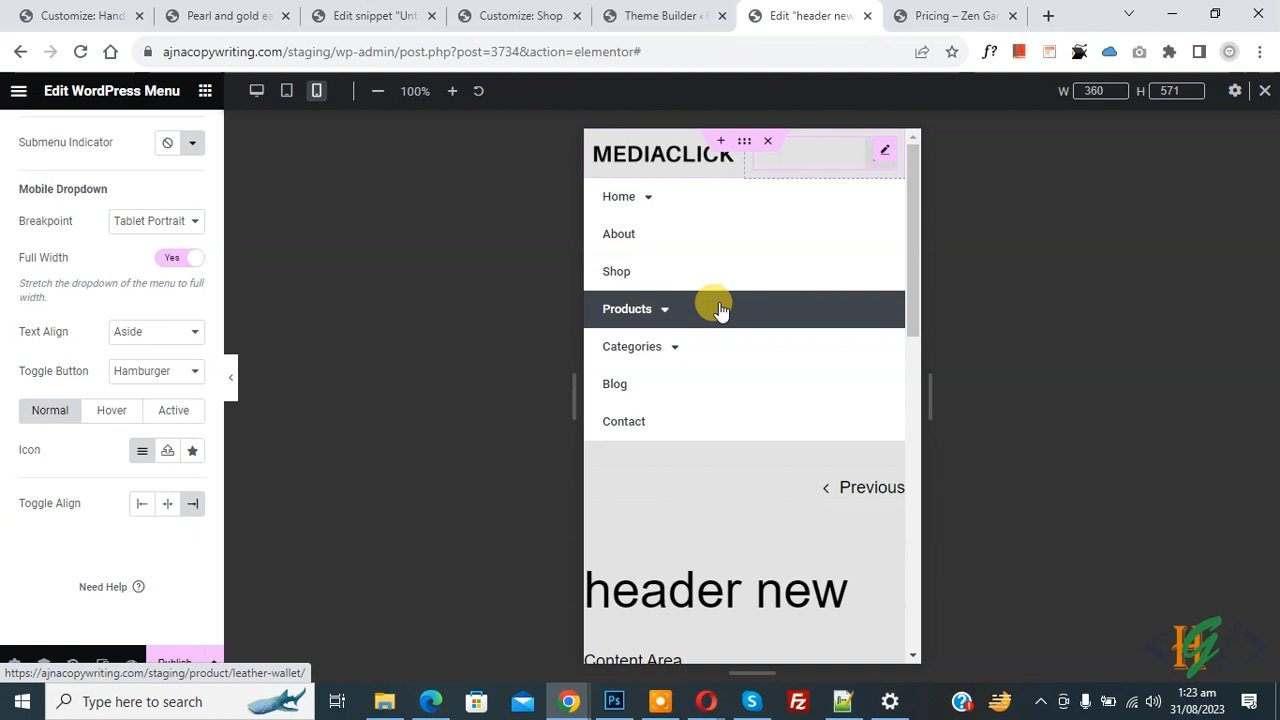 Customize: Hand
Pearl and gold ea
Edit snippet "Unt
Customize: Shop
Theme Builder ‹
Edit "header new
Pricing – Zen Gar
ajnacopywriting.com/staging/wp-admin/post.php?post=3734&action=elementor#
f?
Edit WordPress Menu
100%
W 360 H 571
Submenu Indicator
Mobile Dropdown
Breakpoint Tablet Portrait
Full Width Yes
Stretch the dropdown of the menu to full
width.
Text Align Aside
Toggle Button Hamburger
Normal Hover Active
Icon
Toggle Align
Need Help
Publish
MEDIACLICK
Home
About
Shop
Products
Categories
Blog
Contact
Previous
header new
Content Area
https://ajnacopywriting.com/staging/product/leather-wallet/
Type here to search
1:23 am
31/08/2023